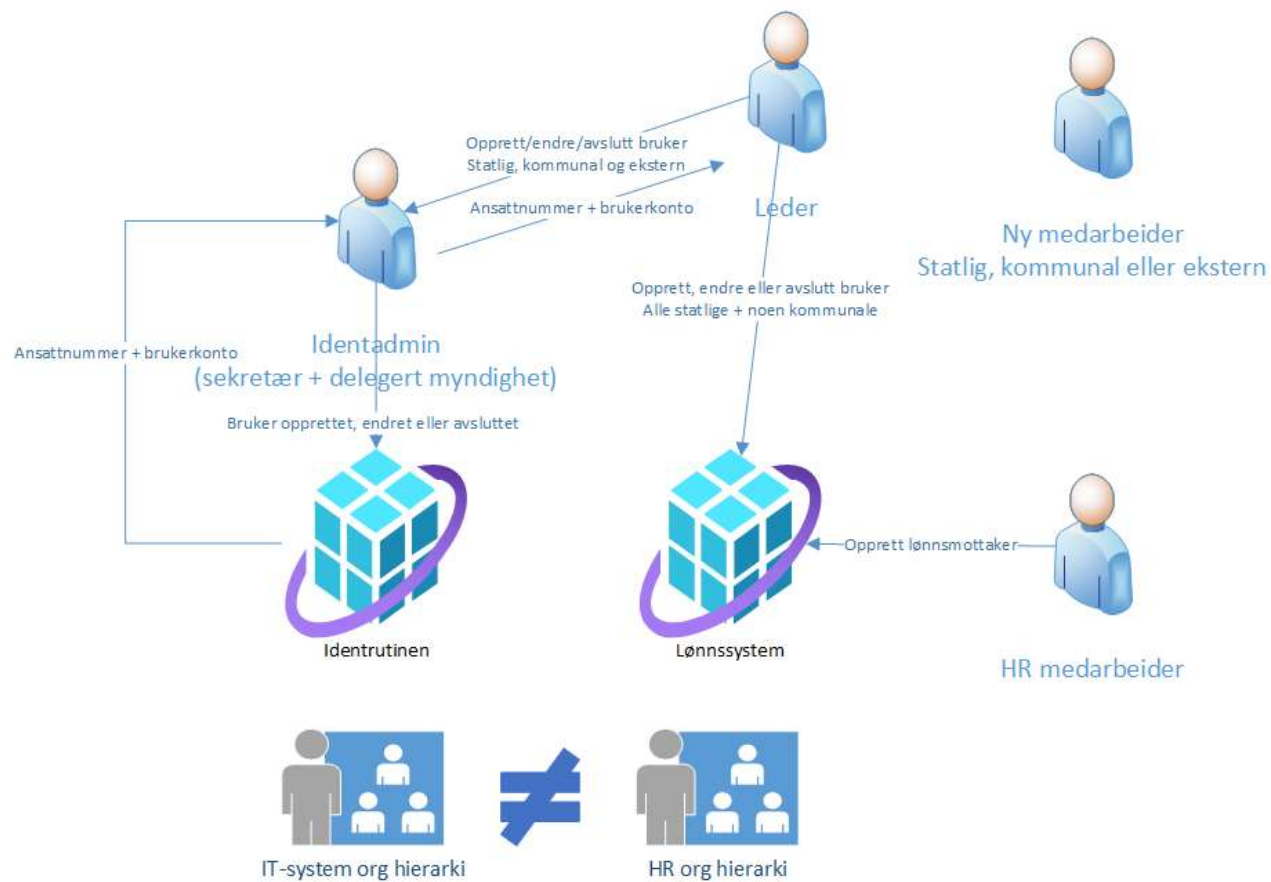 Opprett/endre/avslutt bruker
Statlig, kommunal og ekstern
Ansattnummer + brukerkonto
Leder
Ny medarbeider
Statlig, kommunal eller ekstern
Opprett, endre eller avslutt bruker
Alle statlige + noen kommunale
Ansattnummer + brukerkonto
Identadmin
(sekretær + delegert myndighet)
Bruker opprettet, endret eller avsluttet
Opprett lønnsmottaker
Identrutinen
Lønnssystem
HR medarbeider
IT-system org hierarki
HR org hierarki